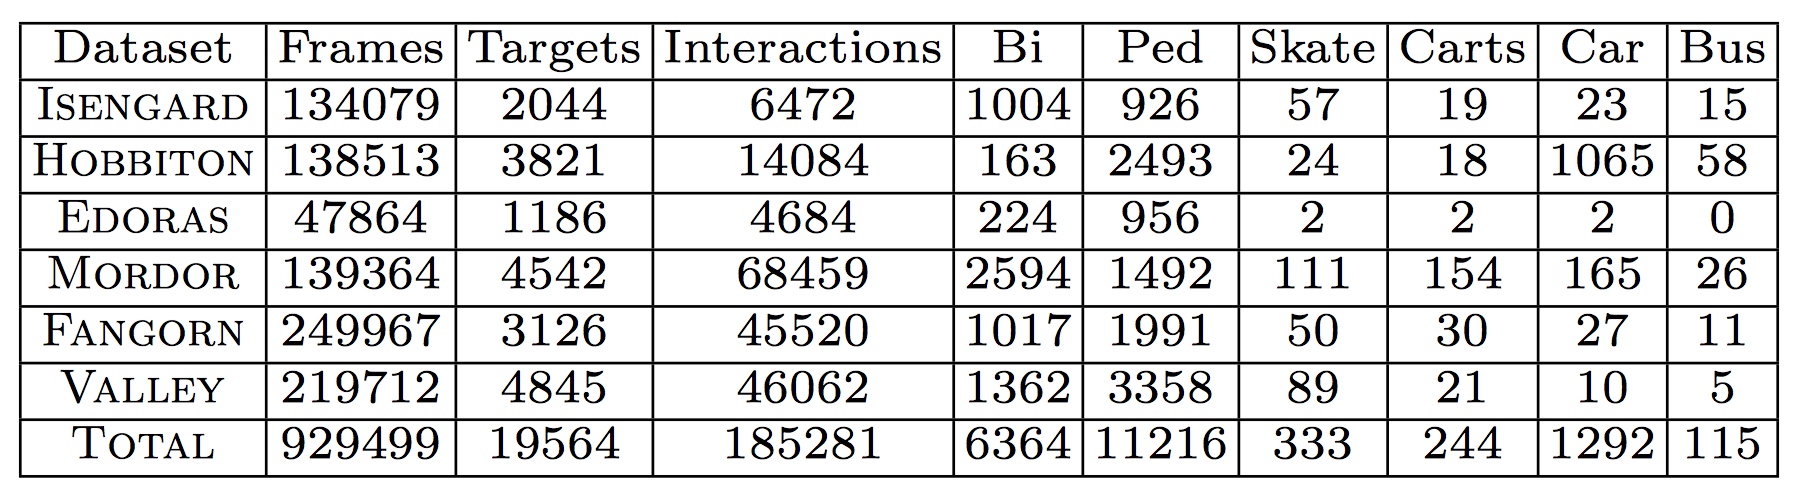 Dataset Frames Targets Interactions Bi Ped Skate Carts Car Bus
Isengard 134079 2044 6472 1004 926 57 19 23 15
Hobbiton 138513 3821 14084 163 2493 24 18 1065 58
Edoras 47864 1186 4684 224 956 2 2 2 0
Mordor 139364 4542 68459 2594 1492 111 154 165 26
Fangorn 249967 3126 45520 1017 1991 50 30 27 11
Valley 219712 4845 46062 1362 3358 89 21 10 5
Total 929499 19564 185281 6364 11216 333 244 1292 115